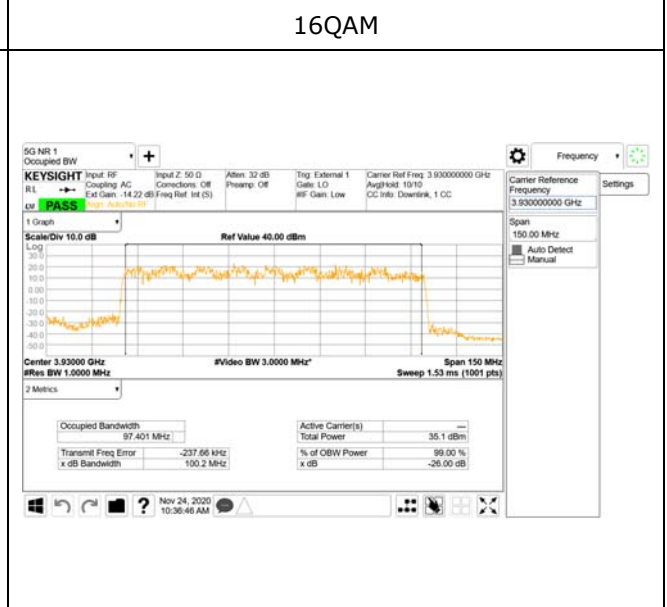 16QAM
5G NR 1
Occupied BW
Frequency
KEYSIGHT
RL
PASS
Input: RF
Coupling: AC
Ext Gain: -14.22 dB
Align: Auto/No RF
Input Z: 50 Ω
Corrections: Off
Freq Ref: Int (S)
Atten: 32 dB
Preamp: Off
Trig: External 1
Gate: LO
#IF Gain: Low
Carrier Ref Freq: 3.930000000 GHz
Avg|Hold: 10/10
CC Info: Downlink, 1 CC
Carrier Reference
Frequency
3.930000000 GHz
Settings
Span
150.00 MHz
Auto Detect
Manual
1 Graph
Scale/Div 10.0 dB
Ref Value 40.00 dBm
Log
30.0
20.0
10.0
0.00
-10.0
-20.0
-30.0
-40.0
-50.0
Center 3.93000 GHz
#Video BW 3.0000 MHz*
Span 150 MHz
#Res BW 1.0000 MHz
Sweep 1.53 ms (1001 pts)
2 Metrics
Occupied Bandwidth
97.401 MHz
Active Carrier(s) ---
Total Power 35.1 dBm
Transmit Freq Error -237.66 kHz
x dB Bandwidth 100.2 MHz
% of OBW Power 99.00 %
x dB -26.00 dB
?
Nov 24, 2020
10:36:46 AM